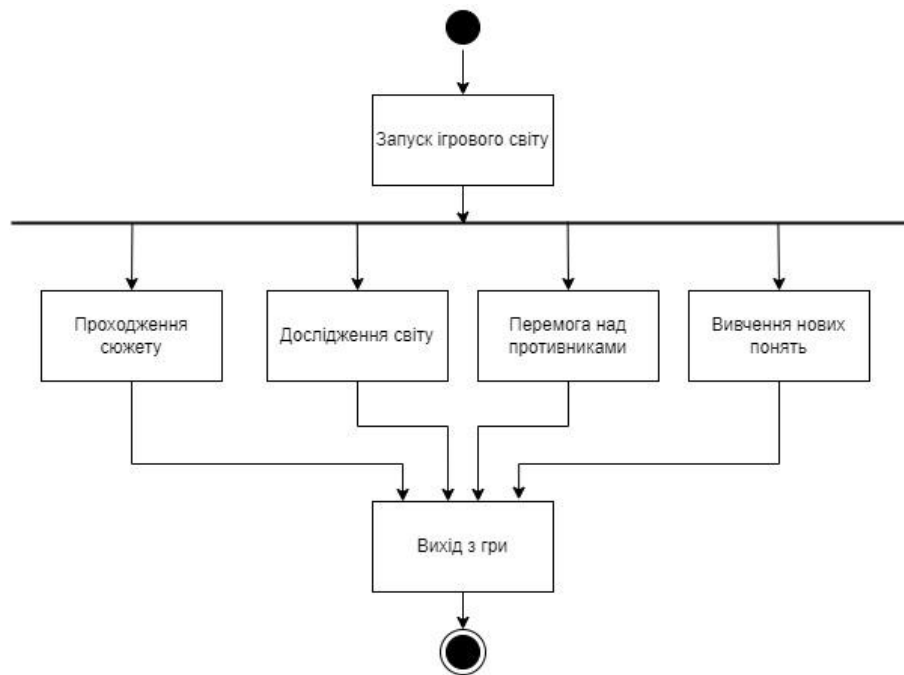 Запуск ігрового світу
Проходження
сюжету
Дослідження світу
Перемога над
противниками
Вивчення нових
понять
Вихід з гри